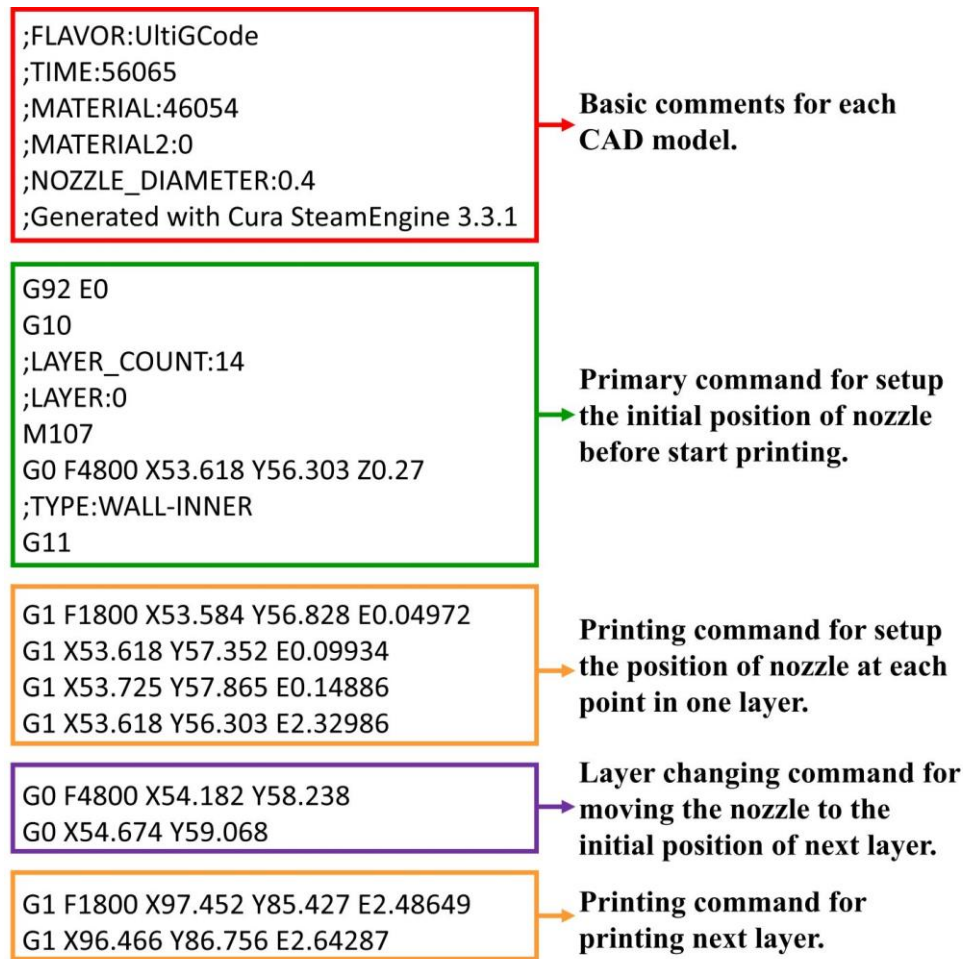 ;FLAVOR:UltiGCode
;TIME:56065
;MATERIAL:46054
;MATERIAL2:0
;NOZZLE_DIAMETER:0.4
;Generated with Cura SteamEngine 3.3.1
Basic comments for each
CAD model.
G92 E0
G10
;LAYER_COUNT:14
;LAYER:0
M107
G0 F4800 X53.618 Y56.303 Z0.27
;TYPE:WALL-INNER
G11
Primary command for setup
the initial position of nozzle
before start printing.
G1 F1800 X53.584 Y56.828 E0.04972
G1 X53.618 Y57.352 E0.09934
G1 X53.725 Y57.865 E0.14886
G1 X53.618 Y56.303 E2.32986
Printing command for setup
the position of nozzle at each
point in one layer.
G0 F4800 X54.182 Y58.238
G0 X54.674 Y59.068
Layer changing command for
moving the nozzle to the
initial position of next layer.
G1 F1800 X97.452 Y85.427 E2.48649
G1 X96.466 Y86.756 E2.64287
Printing command for
printing next layer.